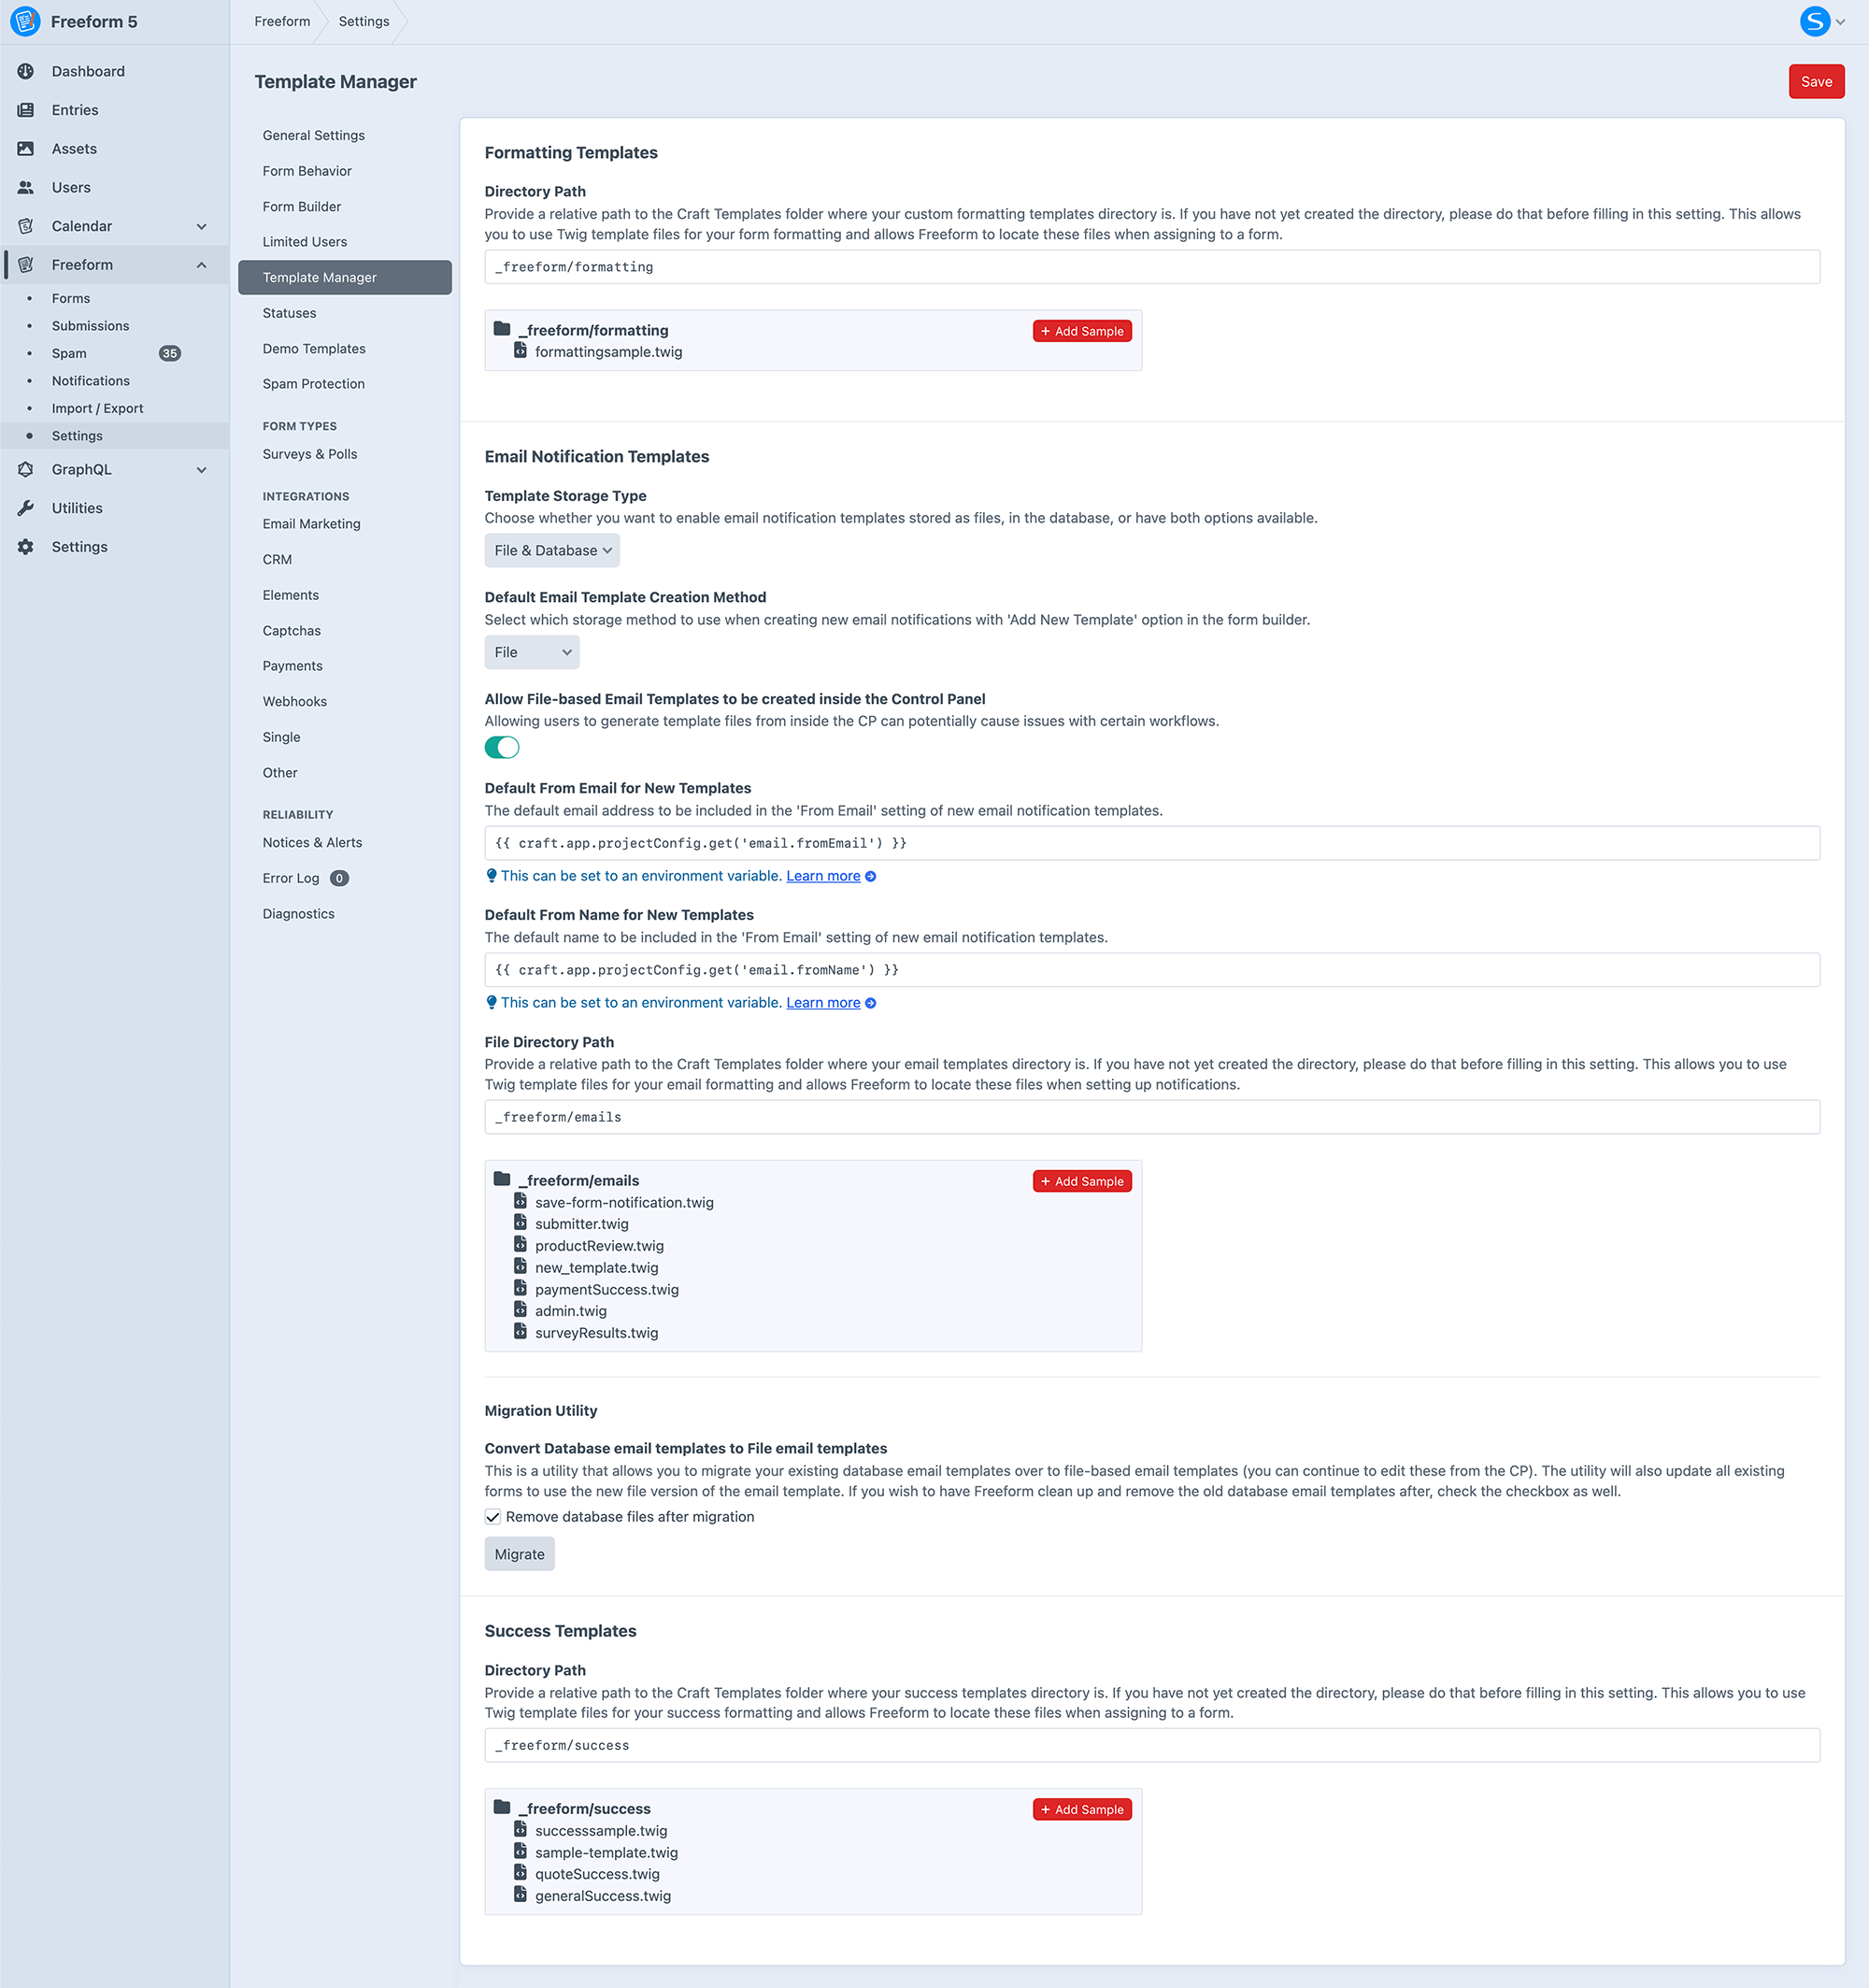 Freeform 5
Freeform
Settings
S
Dashboard
Entries
Assets
Users
Calendar
Freeform
Forms
Submissions
Spam 35
Notifications
Import / Export
Settings
GraphQL
Utilities
Settings
Template Manager
Save
General Settings
Form Behavior
Form Builder
Limited Users
Template Manager
Statuses
Demo Templates
Spam Protection
FORM TYPES
Surveys & Polls
INTEGRATIONS
Email Marketing
CRM
Elements
Captchas
Payments
Webhooks
Single
Other
RELIABILITY
Notices & Alerts
Error Log 0
Diagnostics
Formatting Templates
Directory Path
Provide a relative path to the Craft Templates folder where your custom formatting templates directory is. If you have not yet created the directory, please do that before filling in this setting. This allows
you to use Twig template files for your form formatting and allows Freeform to locate these files when assigning to a form.
_freeform/formatting
_freeform/formatting
+ Add Sample
formattingsample.twig
Email Notification Templates
Template Storage Type
Choose whether you want to enable email notification templates stored as files, in the database, or have both options available.
File & Database
Default Email Template Creation Method
Select which storage method to use when creating new email notifications with 'Add New Template' option in the form builder.
File
Allow File-based Email Templates to be created inside the Control Panel
Allowing users to generate template files from inside the CP can potentially cause issues with certain workflows.
Default From Email for New Templates
The default email address to be included in the 'From Email' setting of new email notification templates.
{{ craft.app.projectConfig.get('email.fromEmail') }}
This can be set to an environment variable. Learn more
Default From Name for New Templates
The default name to be included in the 'From Email' setting of new email notification templates.
{{ craft.app.projectConfig.get('email.fromName') }}
This can be set to an environment variable. Learn more
File Directory Path
Provide a relative path to the Craft Templates folder where your email templates directory is. If you have not yet created the directory, please do that before filling in this setting. This allows you to use
Twig template files for your email formatting and allows Freeform to locate these files when setting up notifications.
_freeform/emails
_freeform/emails
+ Add Sample
save-form-notification.twig
submitter.twig
productReview.twig
new_template.twig
paymentSuccess.twig
admin.twig
surveyResults.twig
Migration Utility
Convert Database email templates to File email templates
This is a utility that allows you to migrate your existing database email templates over to file-based email templates (you can continue to edit these from the CP). The utility will also update all existing
forms to use the new file version of the email template. If you wish to have Freeform clean up and remove the old database email templates after, check the checkbox as well.
Remove database files after migration
Migrate
Success Templates
Directory Path
Provide a relative path to the Craft Templates folder where your success templates directory is. If you have not yet created the directory, please do that before filling in this setting. This allows you to use
Twig template files for your success formatting and allows Freeform to locate these files when assigning to a form.
_freeform/success
_freeform/success
+ Add Sample
successsample.twig
sample-template.twig
quoteSuccess.twig
generalSuccess.twig